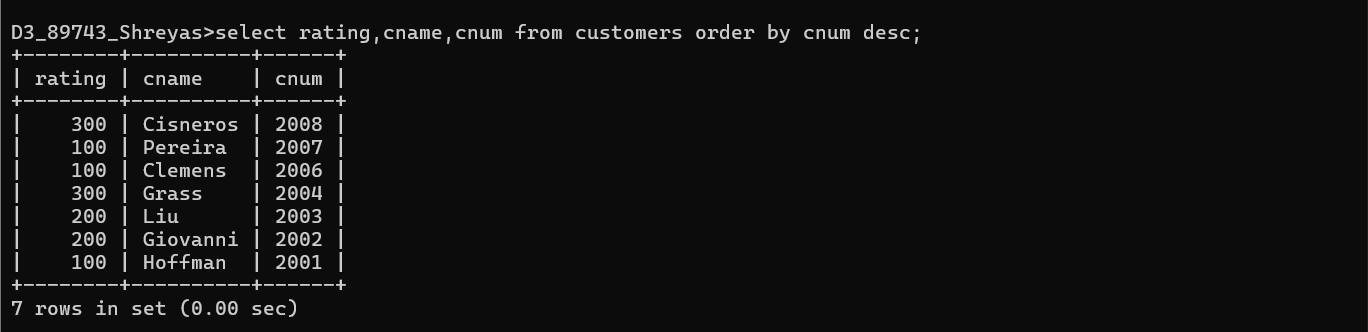 D3_89743_Shreyas>select rating,cname,cnum from customers order by cnum desc;
+--------+----------+------+
| rating | cname    | cnum |
+--------+----------+------+
|    300 | Cisneros | 2008 |
|    100 | Pereira  | 2007 |
|    100 | Clemens  | 2006 |
|    300 | Grass    | 2004 |
|    200 | Liu      | 2003 |
|    200 | Giovanni | 2002 |
|    100 | Hoffman  | 2001 |
+--------+----------+------+
7 rows in set (0.00 sec)